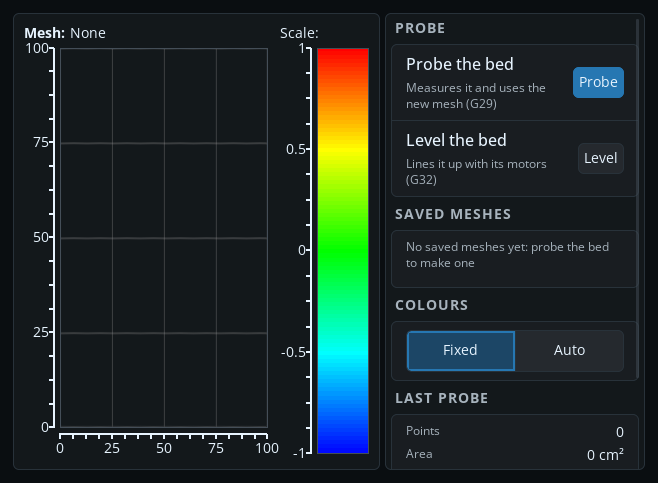 Mesh: None
Scale:
100
75
50
25
0
0 25 50 75 100
1
0.5
0
-0.5
-1
PROBE
Probe the bed
Measures it and uses the
new mesh (G29)
Probe
Level the bed
Lines it up with its motors
(G32)
Level
SAVED MESHES
No saved meshes yet: probe the bed
to make one
COLOURS
Fixed
Auto
LAST PROBE
Points 0
Area 0 cm²